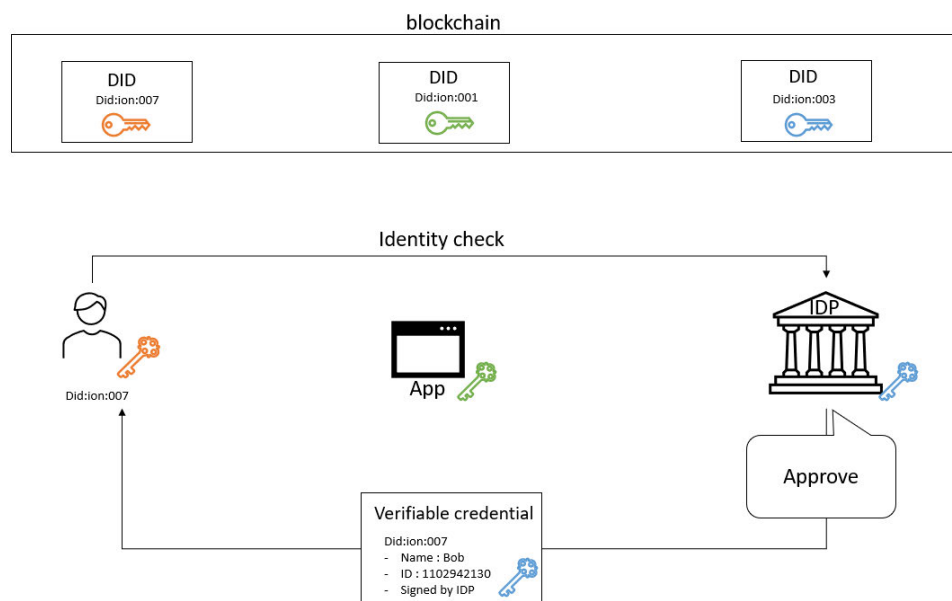 blockchain
DID
Did:ion:007
DID
Did:ion:001
DID
Did:ion:003
Identity check
IDP
App
Did:ion:007
Approve
Verifiable credential
Did:ion:007
- Name : Bob
- ID : 1102942130
- Signed by IDP